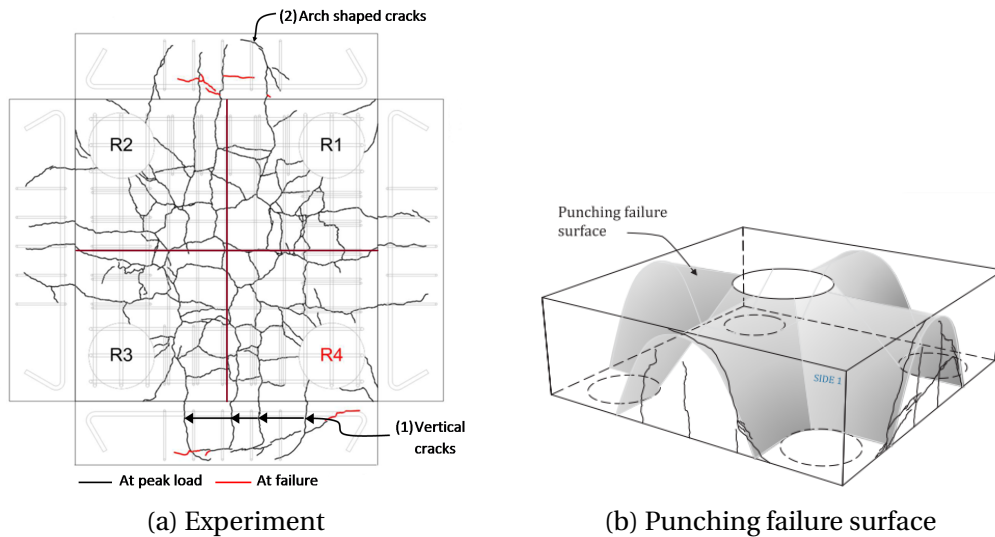 (2) Arch shaped cracks
R2
R1
R3
R4
(1) Vertical
cracks
At peak load
At failure
(a) Experiment
Punching failure
surface
SIDE 1
(b) Punching failure surface